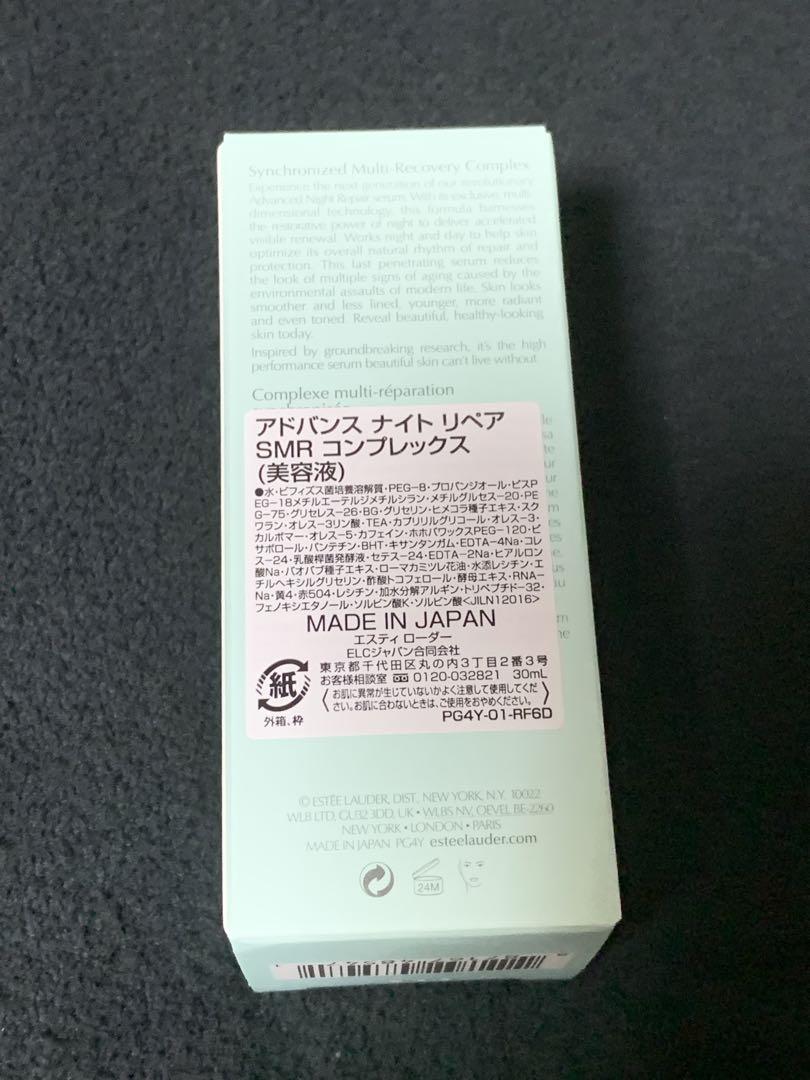 Synchronized Multi-Recovery Complex
Experience the next generation of our revolutionary
Advanced Night Repair serum. With its exclusive, multi-
dimensional technology, this formula harnesses
the restorative power of night to deliver accelerated
visible renewal. Works night and day to help skin
optimize its overall natural rhythm of repair and
protection. This fast penetrating serum reduces
the look of multiple signs of aging caused by the
environmental assaults of modern life. Skin looks
smoother and less lined, younger, more radiant
and even toned. Reveal beautiful, healthy-looking
skin today.
Inspired by groundbreaking research, it's the high
performance serum beautiful skin can't live without
Complexe multi-réparation
アドバンス ナイト リペア
SMR コンプレックス
(美容液)
●水・ビフィズス菌培養溶解質・PEG-8・プロパンジオール・ビスP
EG-18メチルエーテルジメチルシラン・メチルグルセス-20・PE
G-75・グリセレス-26・BG・グリセリン・ヒメコラ種子エキス・スク
ワラン・オレス-3リン酸・TEA・カプリリルグリコール・オレス-3・
カルボマー・オレス-5・カフェイン・ホホバワックスPEG-120・ビ
サボロール・パンテチン・BHT・キサンタンガム・EDTA-4Na・コレ
ス-24・乳酸桿菌発酵液・セテス-24・EDTA-2Na・ヒアルロン
酸Na・バオバブ種子エキス・ローマカミツレ花油・水添レシチン・エ
チルヘキシルグリセリン・酢酸トコフェロール・酵母エキス・RNA-
Na・黄4・赤504・レシチン・加水分解アルギン・トリペプチド-32・
フェノキシエタノール・ソルビン酸K・ソルビン酸<JILN12016>
MADE IN JAPAN
エスティ ローダー
ELCジャパン合同会社
東京都千代田区丸の内3丁目2番3号
お客様相談室 0120-032821 30mL
紙
外箱、枠
〈お肌に異常が生じていないかよく注意して使用してくだ
さい。お肌に合わないときは、ご使用をおやめください。〉
PG4Y-01-RF6D
© ESTĒE LAUDER, DIST., NEW YORK, N.Y. 10022
WLB LTD. GU32 3DD, UK • WLBS NV, OEVEL BE-2260
NEW YORK • LONDON • PARIS
MADE IN JAPAN PG4Y esteelauder.com
24M